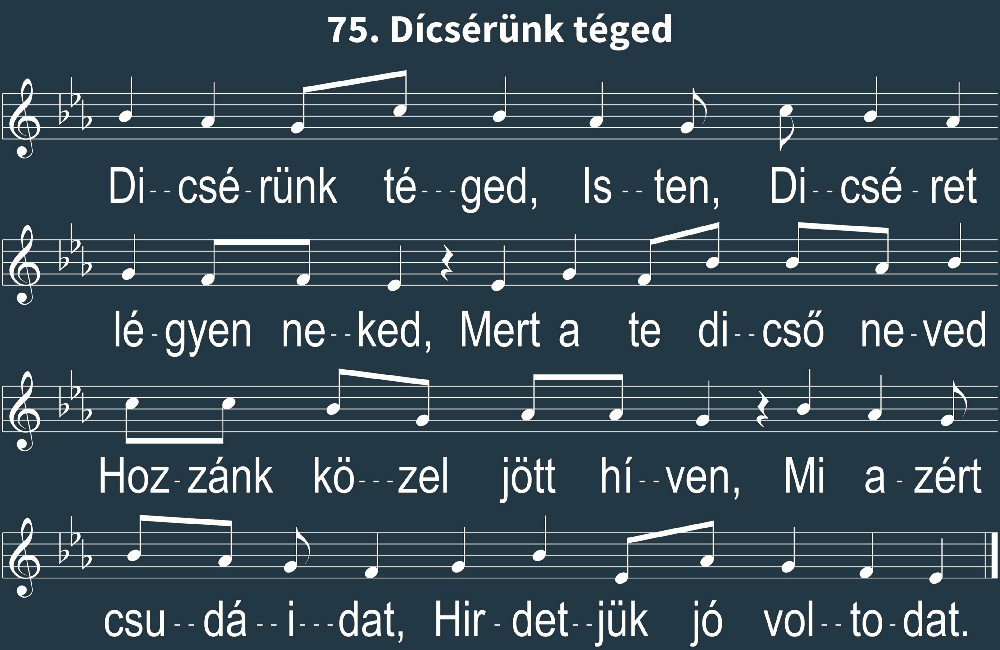 75. Dícsérünk téged
Di--csé-rünk té---ged, Is--ten, Di--csé-ret
lé-gyen ne--ked, Mert a te di--cső ne-ved
Hoz-zánk kö---zel jött hí--ven, Mi a-zért
csu--dá--i---dat, Hir-det--jük jó vol--to-dat.